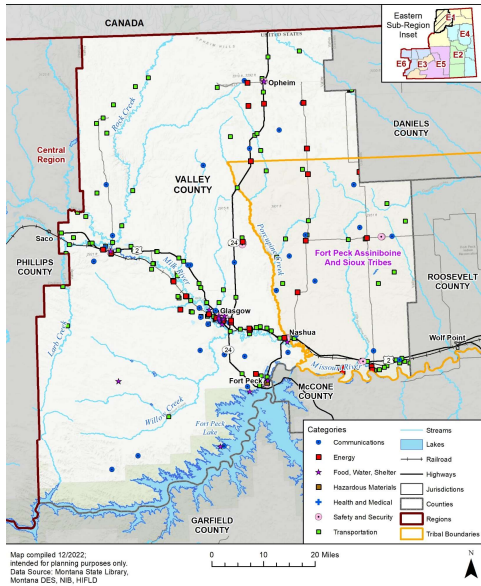 CANADA
UNITED STATES
Eastern
Sub-Region
Inset
E1
E4
E2
E6
E3
E5
Opheim
Rock Creek
DANIELS
COUNTY
Central
Region
VALLEY
COUNTY
Porcupine Creek
Saco
2
24
Milk River
Fort Peck Assiniboine
And Sioux Tribes
PHILLIPS
COUNTY
ROOSEVELT
COUNTY
Glasgow
Larb Creek
Nashua
Wolf Point
24
2
Missouri River
Fort Peck
McCONE
COUNTY
Willow Creek
Fort Peck
Lake
GARFIELD
COUNTY
Categories
Communications
Energy
Food, Water, Shelter
Hazardous Materials
Health and Medical
Safety and Security
Transportation
Streams
Lakes
Railroad
Highways
Jurisdictions
Counties
Regions
Tribal Boundaries
Map compiled 12/2022;
intended for planning purposes only.
Data Source: Montana State Library,
Montana DES, NIB, HIFLD
0 10 20 Miles
N